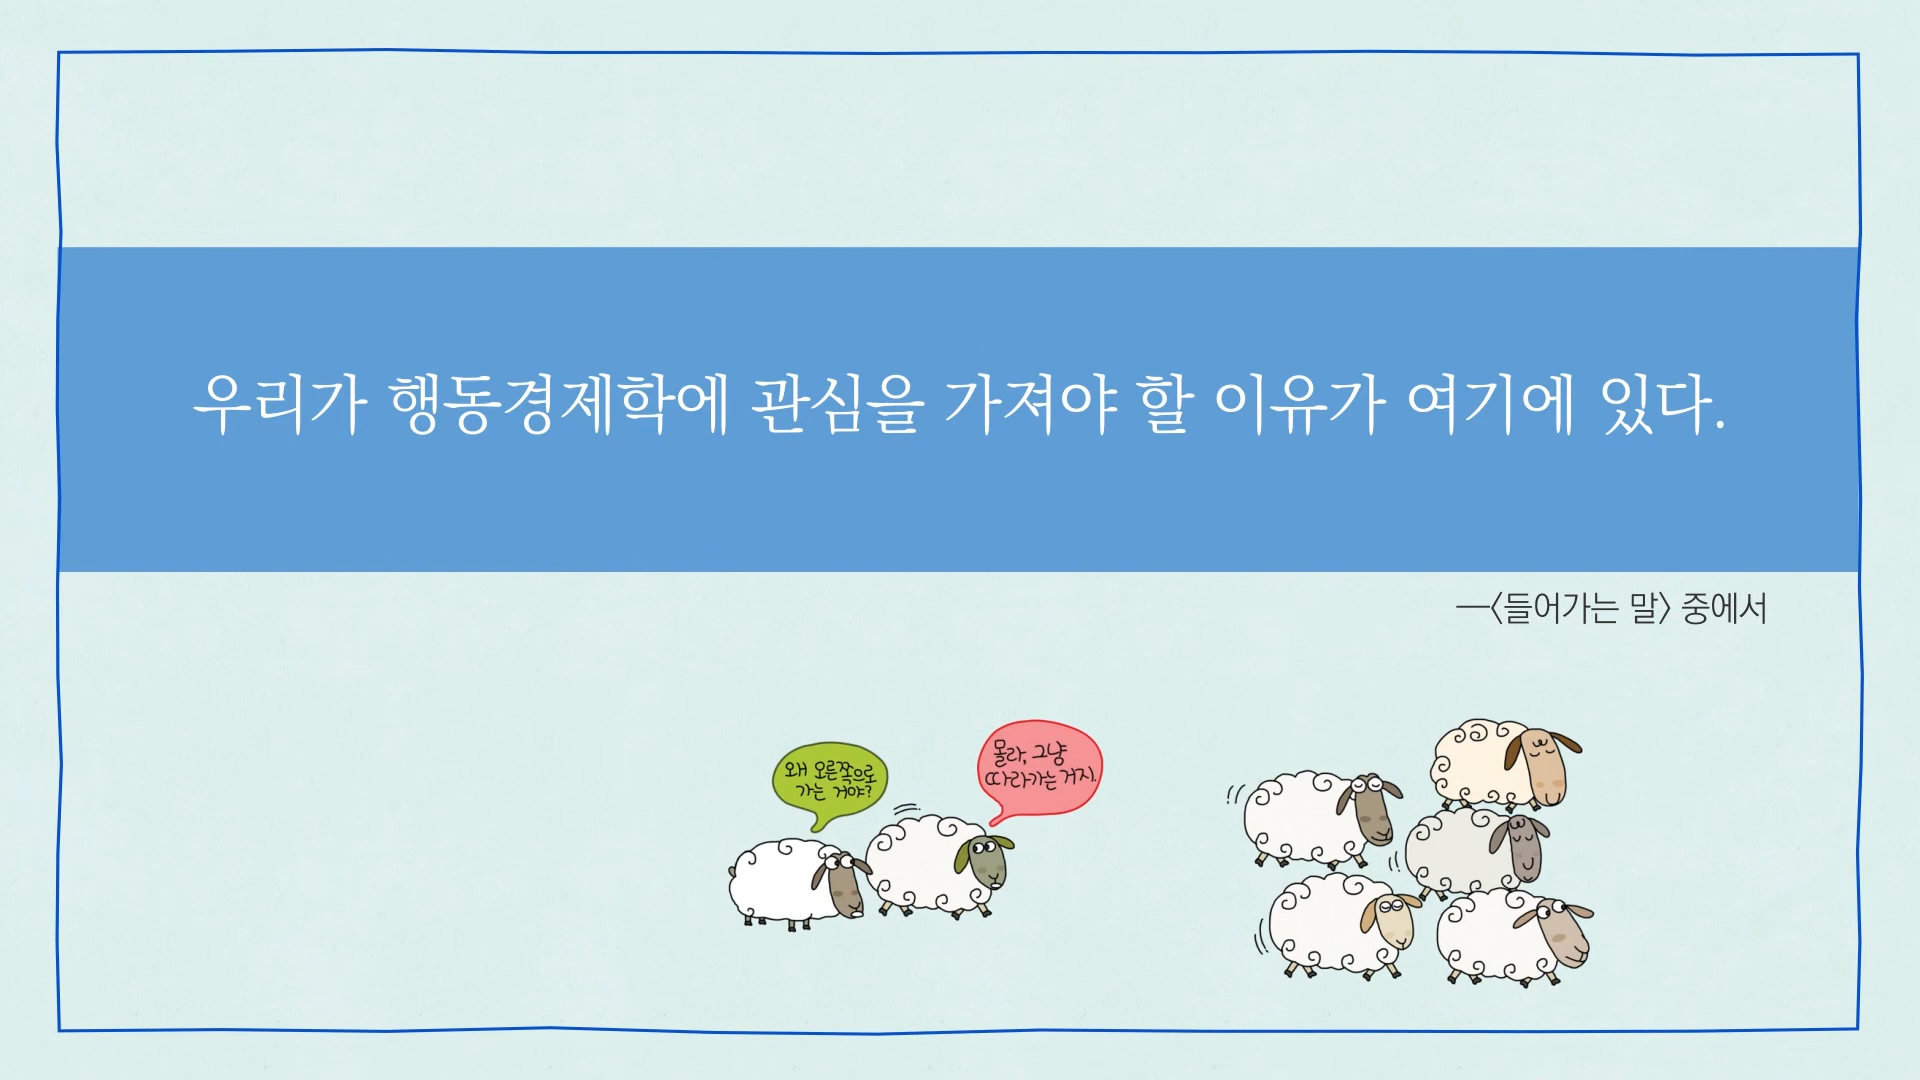 우리가 행동경제학에 관심을 가져야 할 이유가 여기에 있다.
—〈들어가는 말〉 중에서
왜 오른쪽으로
가는 거야?
몰라, 그냥
따라가는 거지.